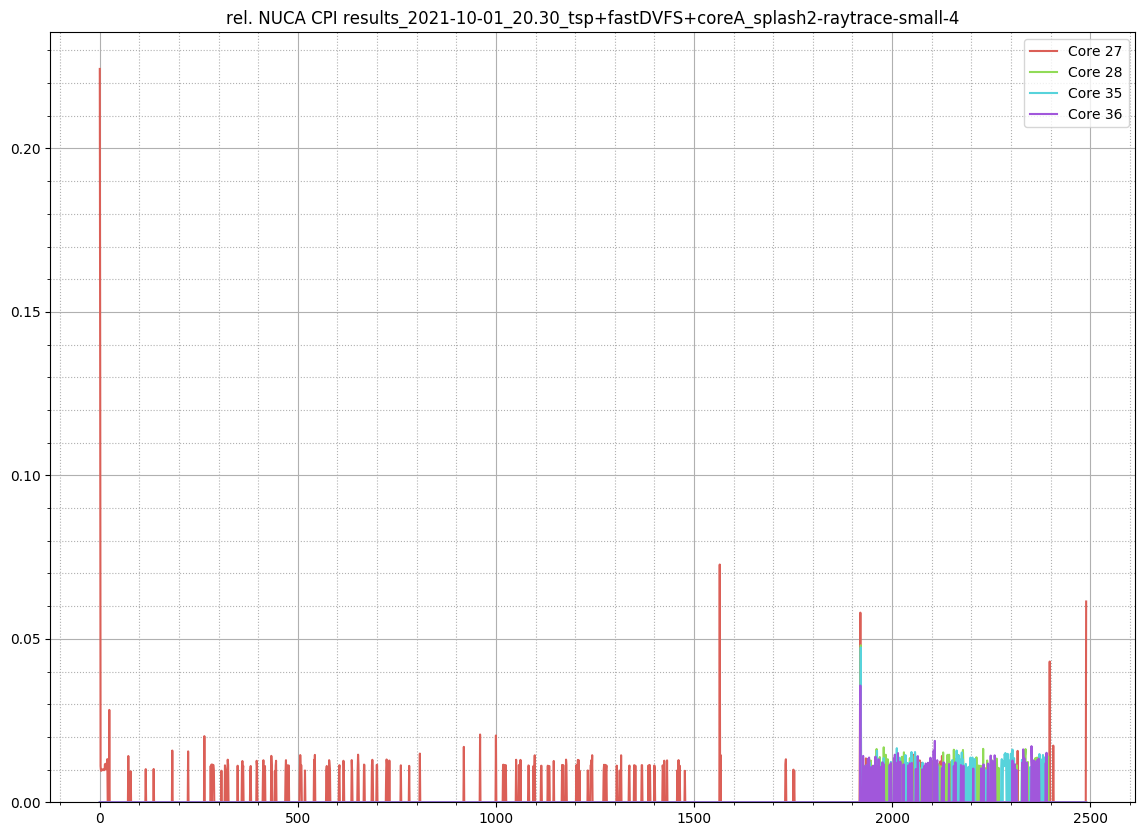 rel. NUCA CPI results_2021-10-01_20.30_tsp+fastDVFS+coreA_splash2-raytrace-small-4
Core 27
Core 28
Core 35
Core 36
0.20
0.15
0.10
0.05
0.00
0 500 1000 1500 2000 2500